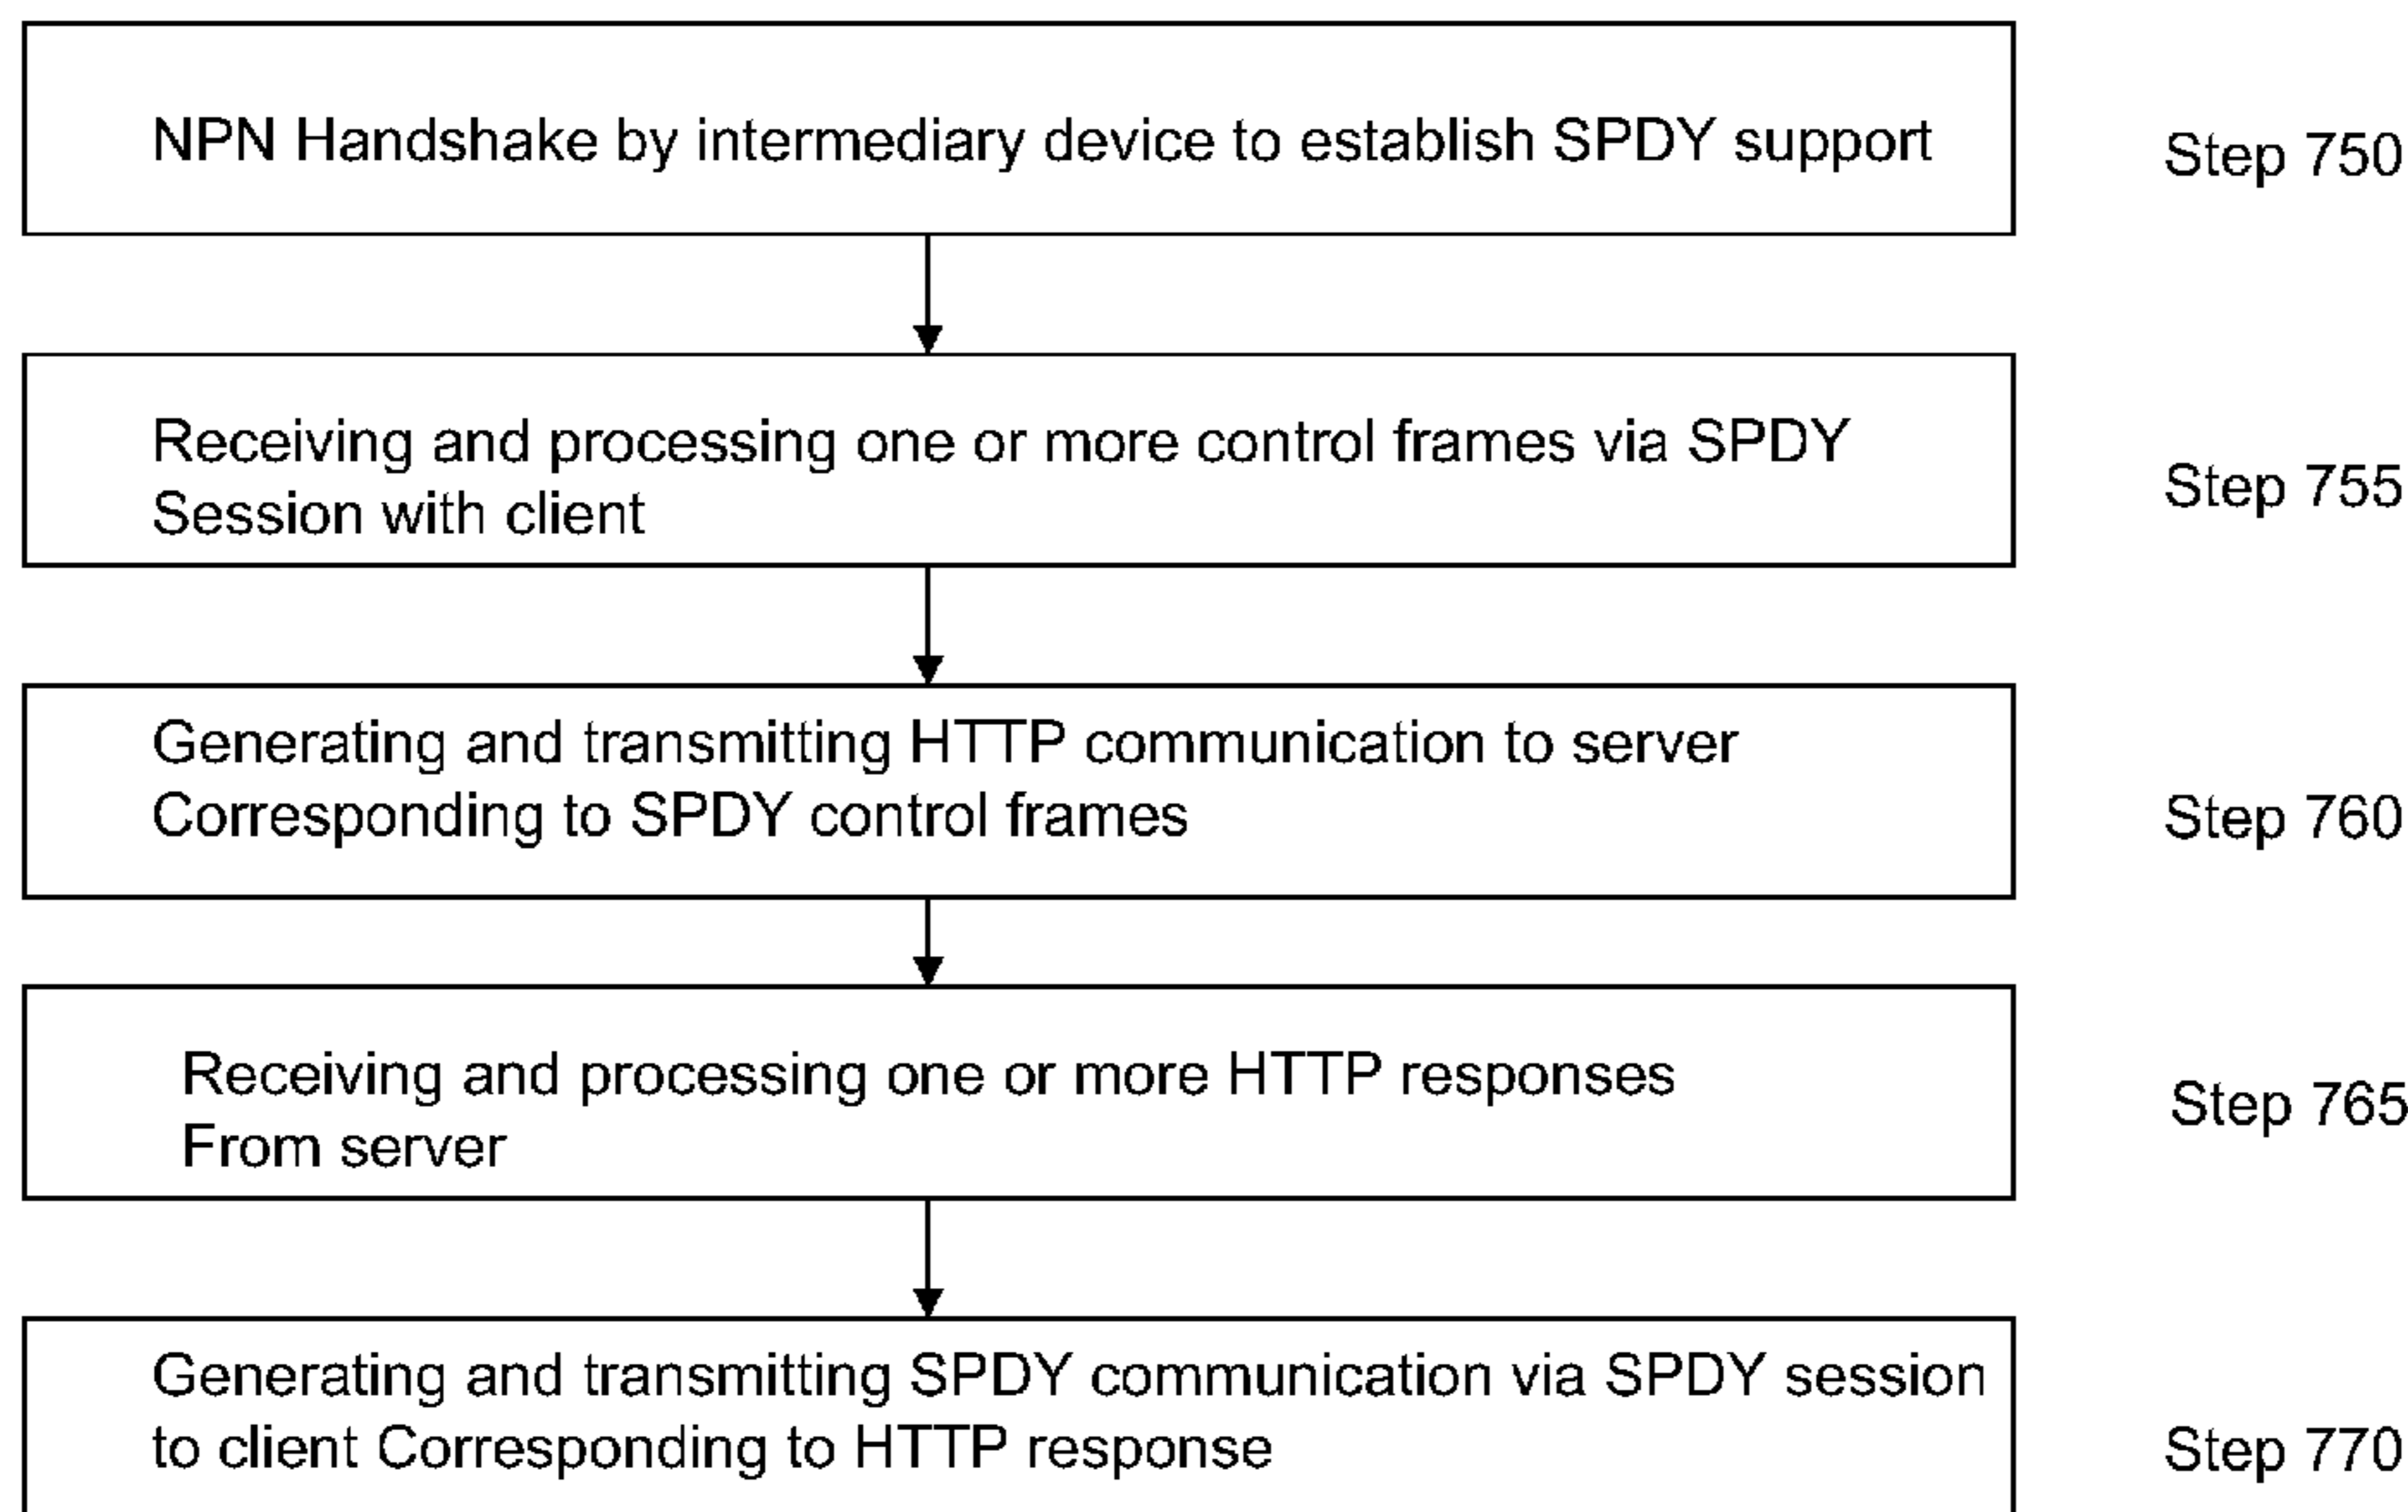 NPN Handshake by intermediary device to establish SPDY support
Step 750
Receiving and processing one or more control frames via SPDY
Session with client
Step 755
Generating and transmitting HTTP communication to server
Corresponding to SPDY control frames
Step 760
Receiving and processing one or more HTTP responses
From server
Step 765
Generating and transmitting SPDY communication via SPDY session
to client Corresponding to HTTP response
Step 770